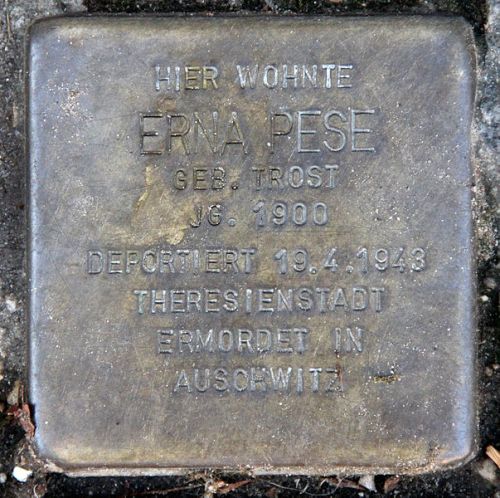 HIER WOHNTE
ERNA PESE
GEB. TROST
JG. 1900
DEPORTIERT 19.4.1943
THERESIENSTADT
ERMORDET IN
AUSCHWITZ